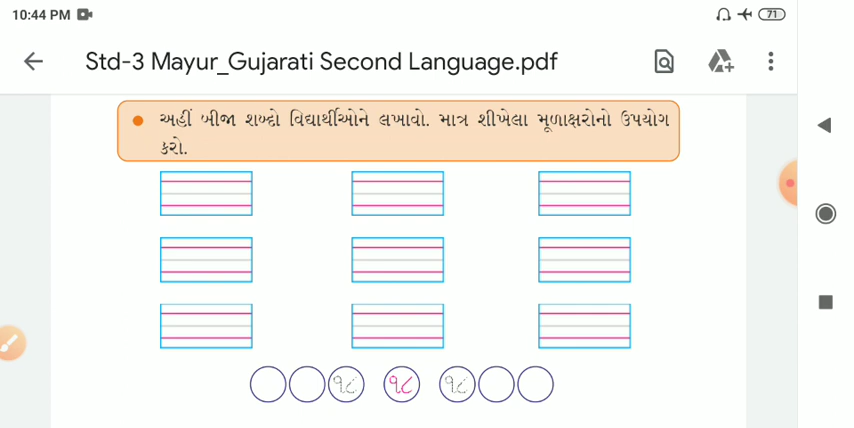 10:44 PM
71
Std-3 Mayur_Gujarati Second Language.pdf
અહીં બીજા શબ્દો વિદ્યાર્થીઓને લખાવો. માત્ર શીખેલા મૂળાક્ષરોનો ઉપયોગ
કરો.
૧૮ ૧૮ ૧૮